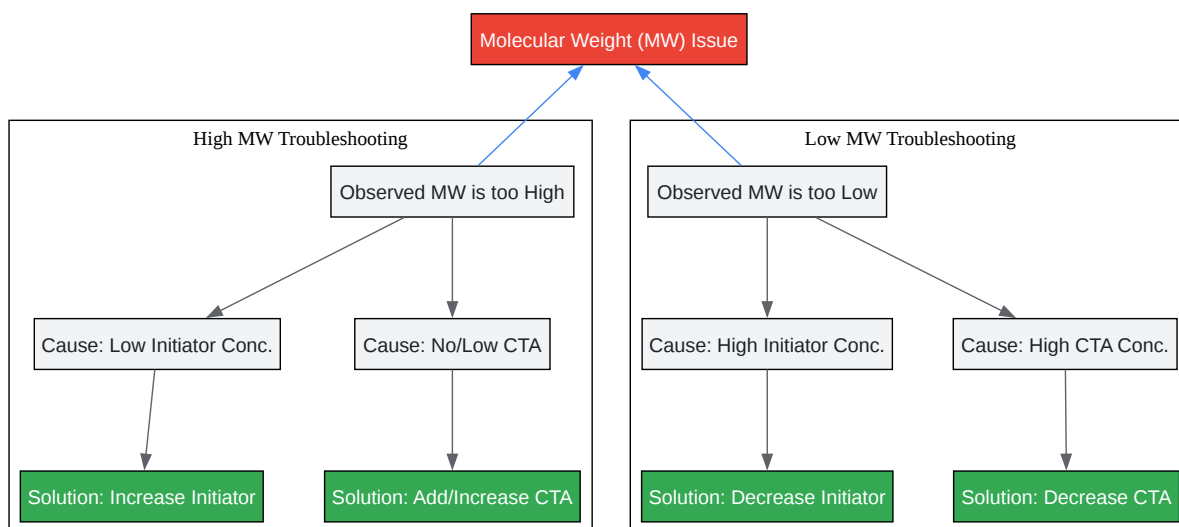 Molecular Weight (MW) Issue
High MW Troubleshooting
Low MW Troubleshooting
Observed MW is too High
Observed MW is too Low
Cause: Low Initiator Conc.
Cause: No/Low CTA
Cause: High Initiator Conc.
Cause: High CTA Conc.
Solution: Increase Initiator
Solution: Add/Increase CTA
Solution: Decrease Initiator
Solution: Decrease CTA